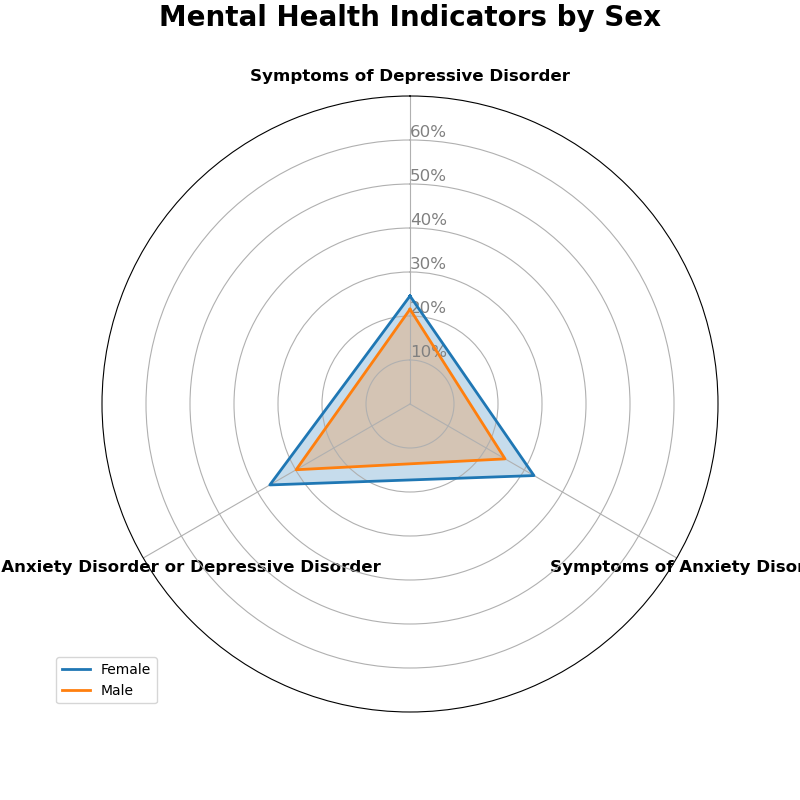 Mental Health Indicators by Sex
Symptoms of Depressive Disorder
60%
50%
40%
30%
20%
10%
Anxiety Disorder or Depressive Disorder
Symptoms of Anxiety
Female
Male